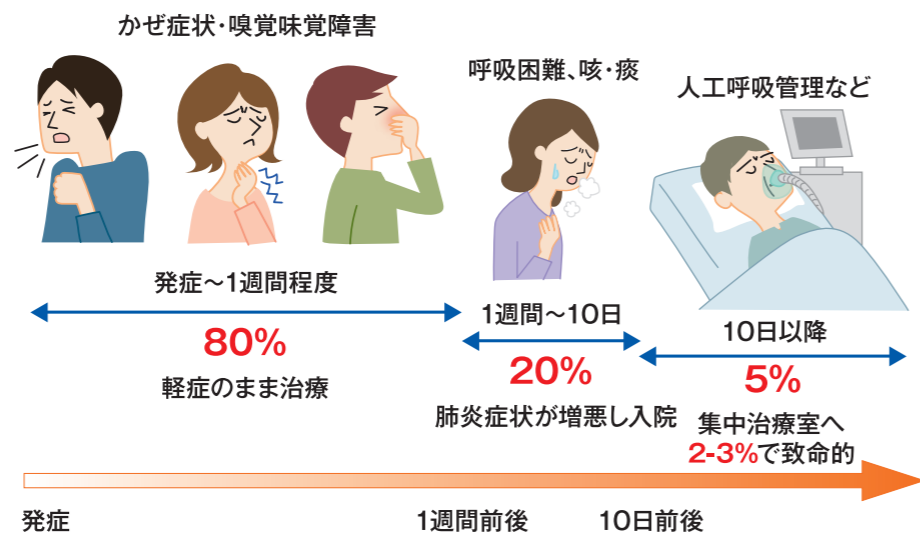 かぜ症状・嗅覚味覚障害
呼吸困難、咳・痰
人工呼吸管理など
発症～1週間程度
80%
軽症のまま治療
1週間～10日
20%
肺炎症状が増悪し入院
10日以降
5%
集中治療室へ
2-3%で致命的
発症
1週間前後
10日前後